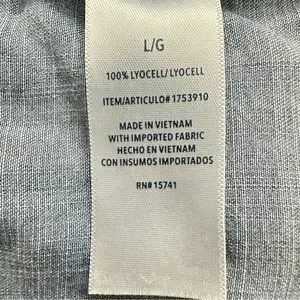 L/G
100% LYOCELL/LYOCELL
ITEM/ARTICULO# 1753910
MADE IN VIETNAM
WITH IMPORTED FABRIC
HECHO EN VIETNAM
CON INSUMOS IMPORTADOS
RN# 15741